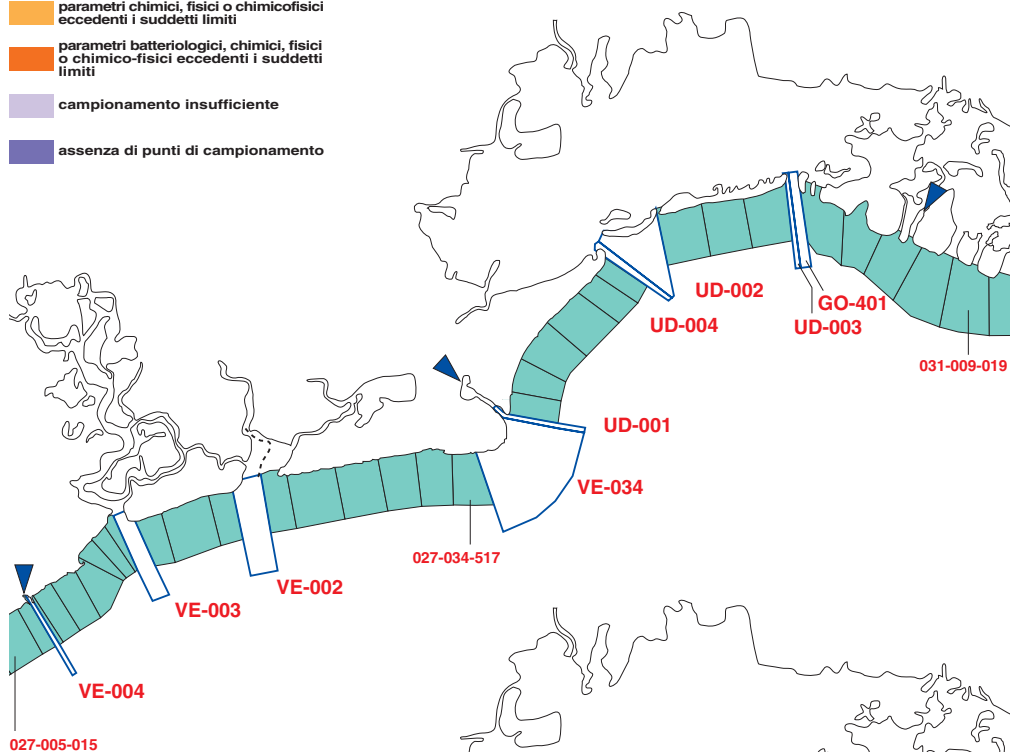 parametri chimici, fisici o chimicofisici
eccedenti i suddetti limiti
parametri batteriologici, chimici, fisici
o chimico-fisici eccedenti i suddetti
limiti
campionamento insufficiente
assenza di punti di campionamento
UD-002
GO-401
UD-004
UD-003
031-009-019
UD-001
VE-034
027-034-517
VE-002
VE-003
VE-004
027-005-015